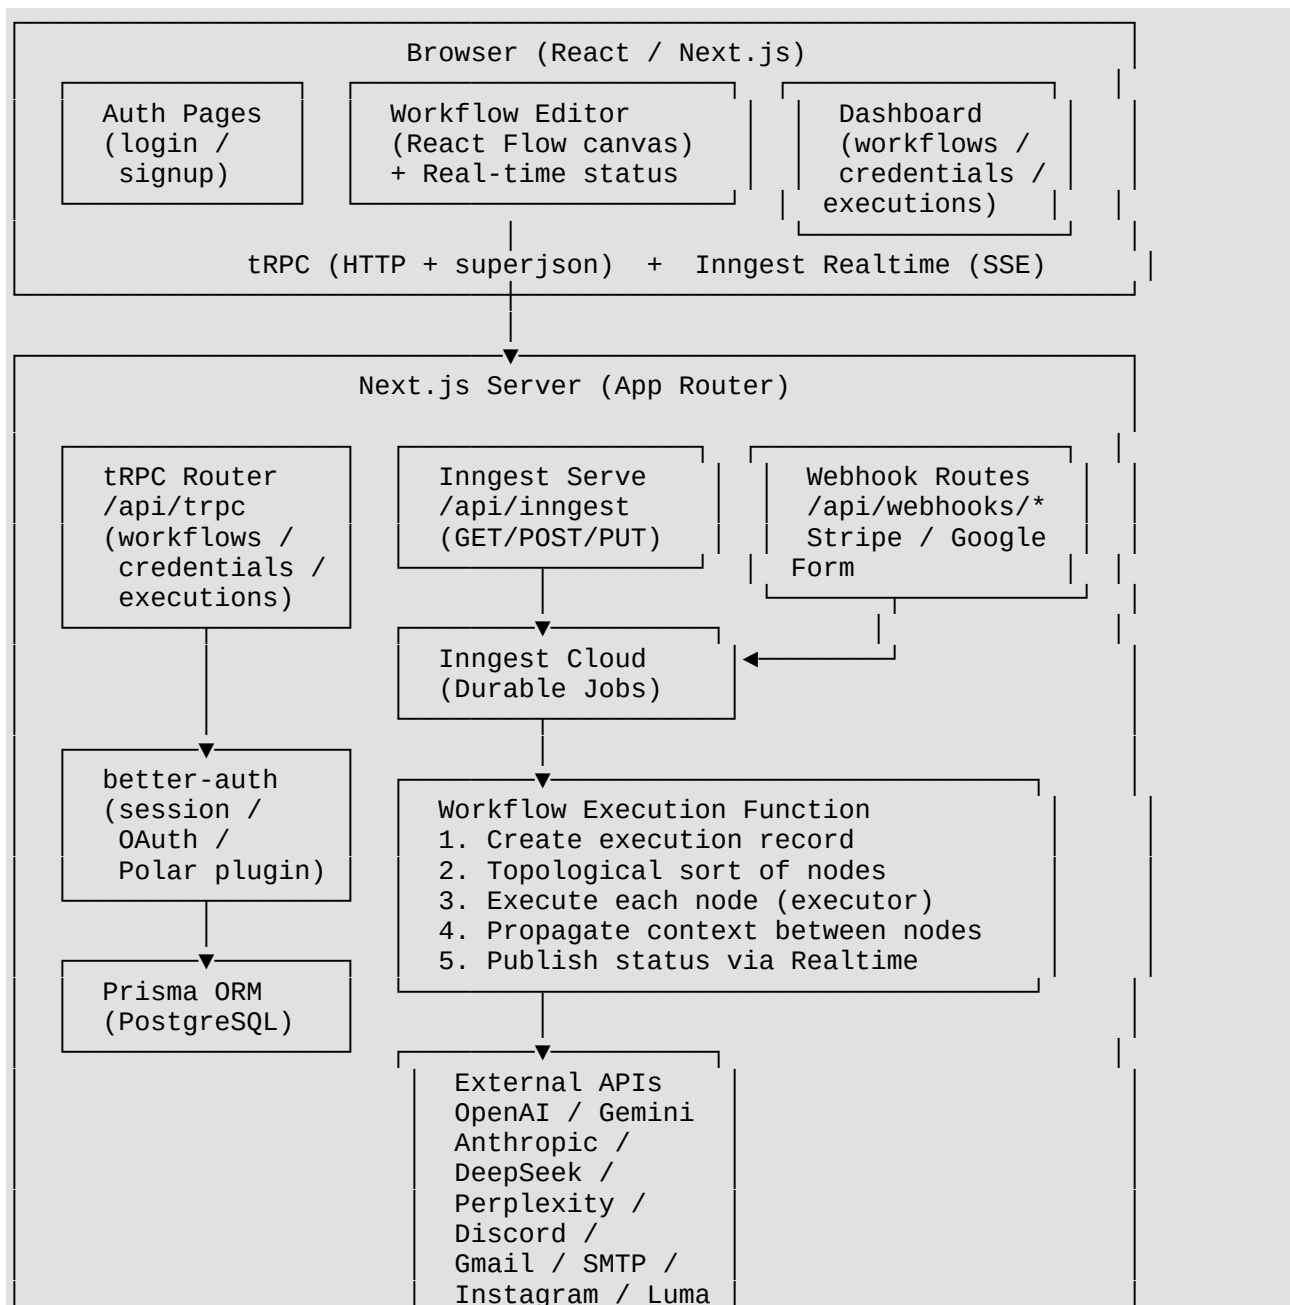 Browser (React / Next.js)
Auth Pages
(login /
signup)
Workflow Editor
(React Flow canvas)
+ Real-time status
Dashboard
(workflows /
credentials /
executions)
tRPC (HTTP + superjson)  +  Inngest Realtime (SSE)
Next.js Server (App Router)
tRPC Router
/api/trpc
(workflows /
credentials /
executions)
Inngest Serve
/api/inngest
(GET/POST/PUT)
Webhook Routes
/api/webhooks/*
Stripe / Google
Form
Inngest Cloud
(Durable Jobs)
better-auth
(session /
OAuth /
Polar plugin)
Workflow Execution Function
1. Create execution record
2. Topological sort of nodes
3. Execute each node (executor)
4. Propagate context between nodes
5. Publish status via Realtime
Prisma ORM
(PostgreSQL)
External APIs
OpenAI / Gemini
Anthropic /
DeepSeek /
Perplexity /
Discord /
Gmail / SMTP /
Instagram / Luma